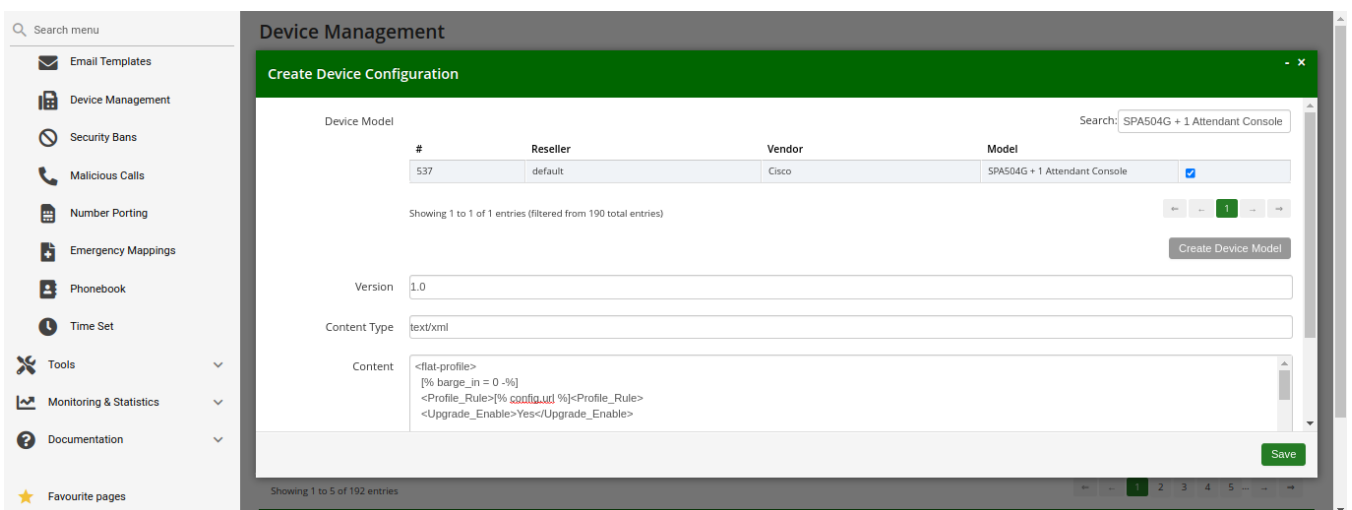 Search menu
Email Templates
Device Management
Security Bans
Malicious Calls
Number Porting
Emergency Mappings
Phonebook
Time Set
Tools
Monitoring & Statistics
Documentation
Favourite pages
Device Management
Create Device Configuration
- ×
Device Model
Search: SPA504G + 1 Attendant Console
# Reseller Vendor Model
537 default Cisco SPA504G + 1 Attendant Console
Showing 1 to 1 of 1 entries (filtered from 190 total entries)
⇐ ← 1 → ⇒
Create Device Model
Version 1.0
Content Type text/xml
Content <flat-profile>
[% barge_in = 0 -%]
<Profile_Rule>[% config.url %]<Profile_Rule>
<Upgrade_Enable>Yes</Upgrade_Enable>
Save
Showing 1 to 5 of 192 entries
⇐ ← 1 2 3 4 5 ... → ⇒